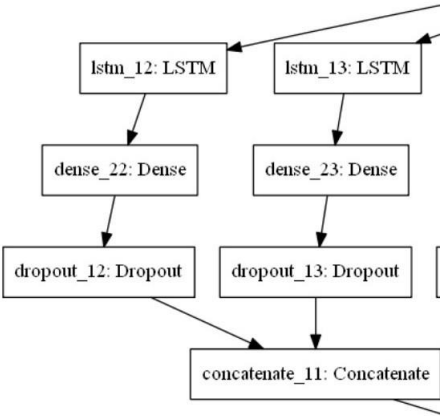 lstm_12: LSTM
lstm_13: LSTM
dense_22: Dense
dense_23: Dense
dropout_12: Dropout
dropout_13: Dropout
concatenate_11: Concatenate